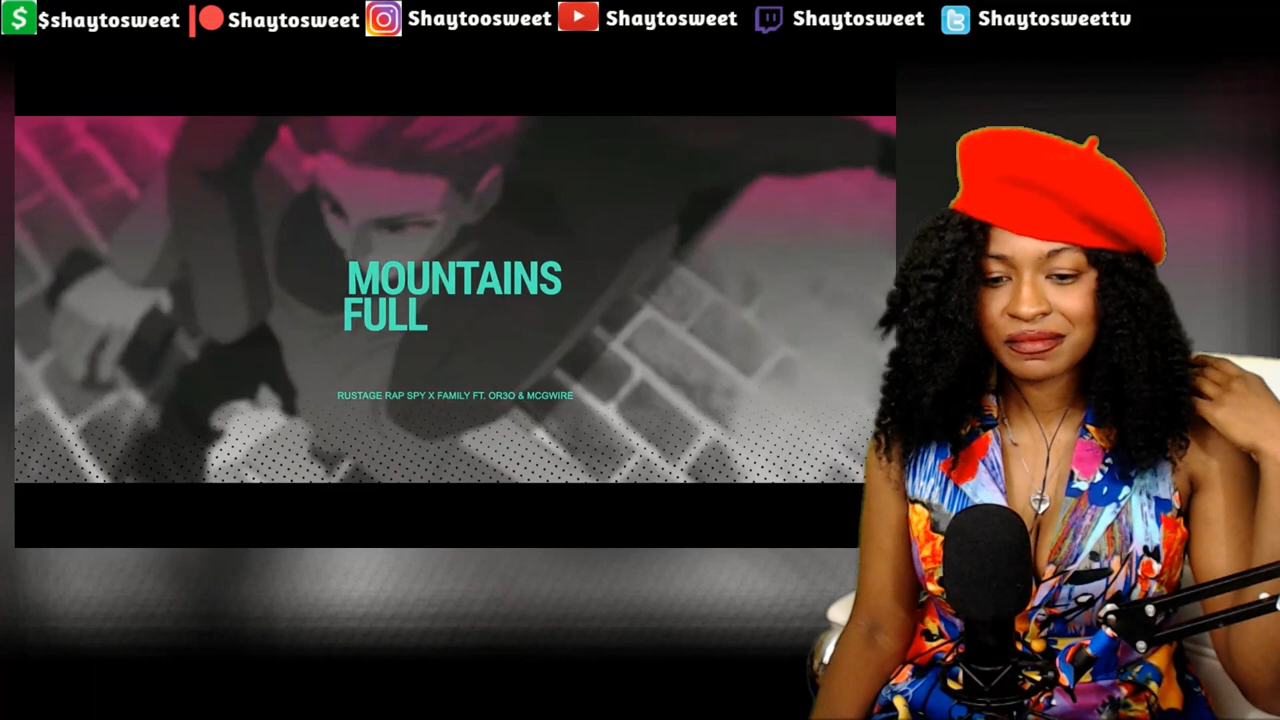 $shaytosweet Shaytosweet Shaytoosweet Shaytosweet Shaytosweet Shaytosweettv
MOUNTAINS
FULL
RUSTAGE RAP SPY X FAMILY FT. OR3O & MCGWIRE